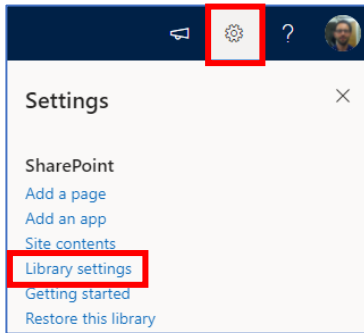 ?
Settings
SharePoint
Add a page
Add an app
Site contents
Library settings
Getting started
Restore this library